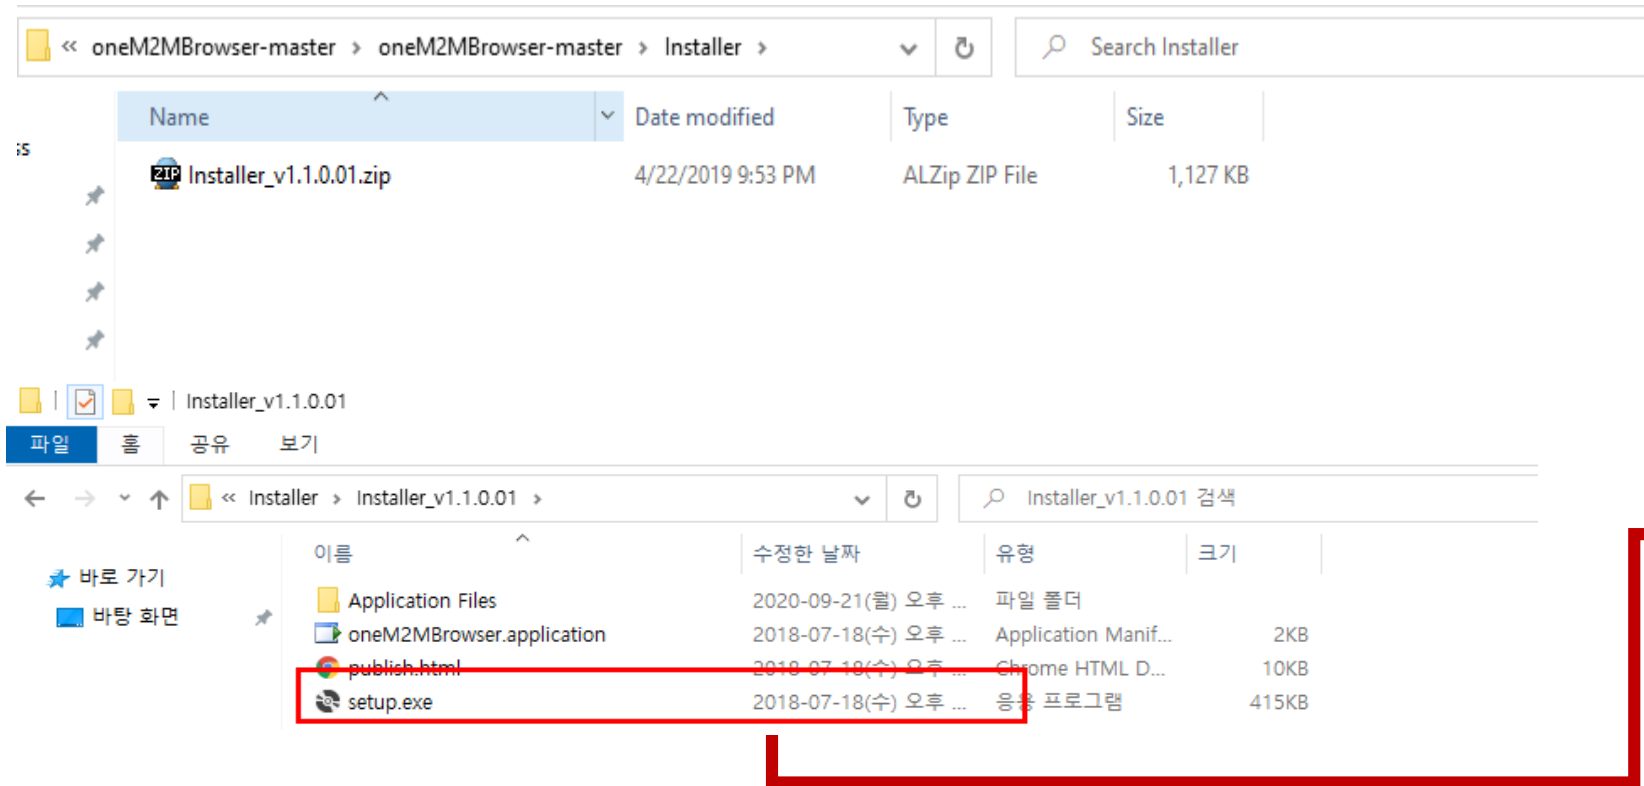 « oneM2MBrowser-master > oneM2MBrowser-master > Installer > Search Installer
Name Date modified Type Size
ss
ZIP Installer_v1.1.0.01.zip 4/22/2019 9:53 PM ALZip ZIP File 1,127 KB
Installer_v1.1.0.01
파일 홈 공유 보기
« Installer > Installer_v1.1.0.01 > Installer_v1.1.0.01 검색
이름 수정한 날짜 유형 크기
바로 가기
Application Files 2020-09-21(월) 오후 ... 파일 폴더
바탕 화면
oneM2MBrowser.application 2018-07-18(수) 오후 ... Application Manif... 2KB
publish.html 2018-07-18(수) 오후 ... Chrome HTML D... 10KB
setup.exe 2018-07-18(수) 오후 ... 응용 프로그램 415KB